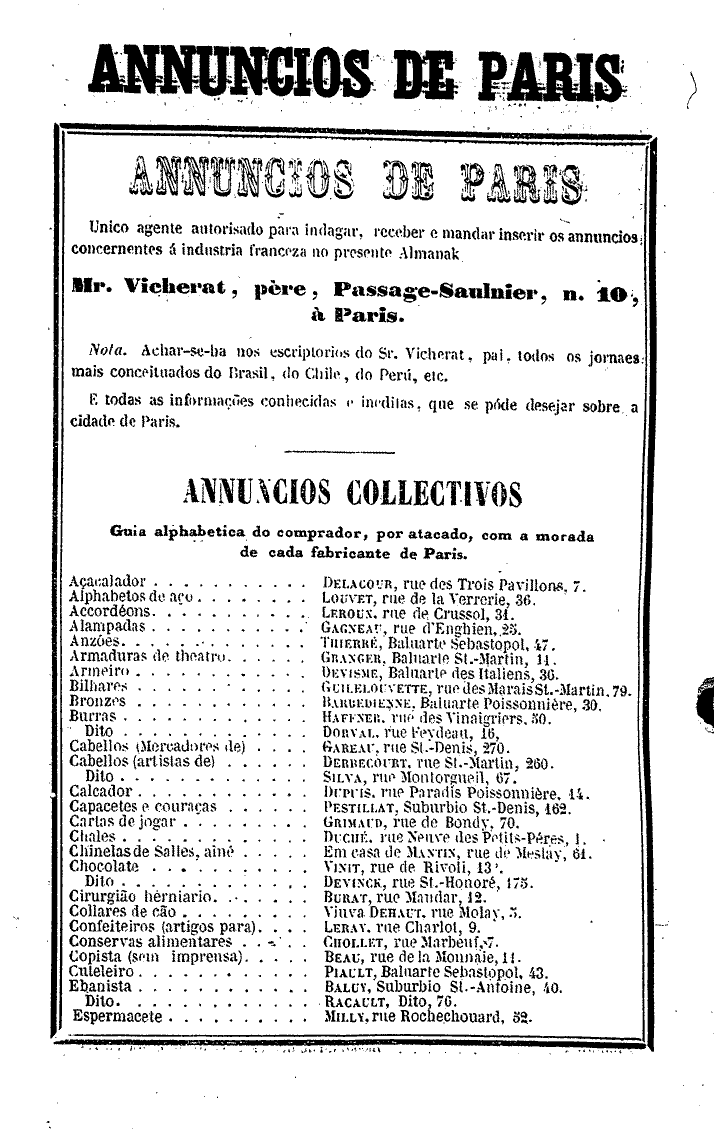 ANNUNCIOS DE PARIS
ANNUNCIOS DE PARIS
Unico agente autorisado para indagar, receber e mandar inserir os annuncios
concernentes á industria franceza no presente Almanak
Mr. Vicherat, père, Passage-Saulnier, n. 10,
à Paris.
Nota. Achar-se-ha nos escriptorios do Sr. Vicherat, pai, todos os jornaes
mais conceituados do Brasil, do Chile, do Perú, etc.
E todas as informações conhecidas e ineditas, que se póde desejar sobre a
cidade de Paris.
ANNUNCIOS COLLECTIVOS
Guia alphabetica do comprador, por atacado, com a morada
de cada fabricante de Paris.
Açacalador . . . . . . . . . . . DELACOUR, rue des Trois Pavillons, 7.
Alphabetos de aço . . . . . . . . LOUVET, rue de la Verrerie, 36.
Accordéons. . . . . . . . . . . LEROUX, rue de Crussol, 31.
Alampadas . . . . . . . . . . . GAGNEAU, rue d'Enghien, 25.
Anzóes. . . . . . . . . . . . . THIERRÉ, Baluarte Sebastopol, 47.
Armaduras de theatro. . . . . . GRANGER, Baluarte St.-Martin, 11.
Armeiro . . . . . . . . . . . . DEVISME, Baluarte des Italiens, 36.
Bilhares . . . . . . . . . . . . GUILELOUVETTE, rue des Marais St.-Martin, 79.
Bronzes . . . . . . . . . . . . BARBEDIENNE, Baluarte Poissonnière, 30.
Burras . . . . . . . . . . . . . HAFFNER, rue des Vinaigriers, 50.
Dito . . . . . . . . . . . . DORVAL, rue Feydeau, 16,
Cabellos (Mercadores de) . . . . GAREAU, rue St.-Denis, 270.
Cabellos (artistas de) . . . . . . DERBECOURT, rue St.-Martin, 260.
Dito . . . . . . . . . . . . SILVA, rue Montorgueil, 67.
Calcador . . . . . . . . . . . . DUPUIS, rue Paradis Poissonnière, 14.
Capacetes e couraças . . . . . . PESTILLAT, Suburbio St.-Denis, 162.
Cartas de jogar . . . . . . . . . GRIMAUD, rue de Bondy, 70.
Chales . . . . . . . . . . . . . DUCHÉ, rue Neuve des Petits-Péres, 1.
Chinelas de Salles, ainé . . . . . Em casa de MANTIN, rue de Meslay, 61.
Chocolate . . . . . . . . . . . VINIT, rue de Rivoli,
Dito . . . . . . . . . . . . DEVINCK, rue St.-Honoré, 175.
Cirurgião herniario. . . . . . . BURAT, rue Mandar, 12.
Collares de cão . . . . . . . . . Viuva DEHAUT, rue Molay, 5.
Confeiteiros (artigos para). . . . LERAY, rue Charlot, 9.
Conservas alimentares . . . . . CHOLLET, rue Marbeuf, 7.
Copista (sem imprensa). . . . . BEAU, rue de la Monnaie, 11.
Culeleiro . . . . . . . . . . . . PIAULT, Baluarte Sebastopol, 43.
Ebanista . . . . . . . . . . . . BALUY, Suburbio St.-Antoine, 40.
Dito. . . . . . . . . . . . . RACAULT, Dito, 76.
Espermacete . . . . . . . . . . MILLY, rue Rochechouard, 52.